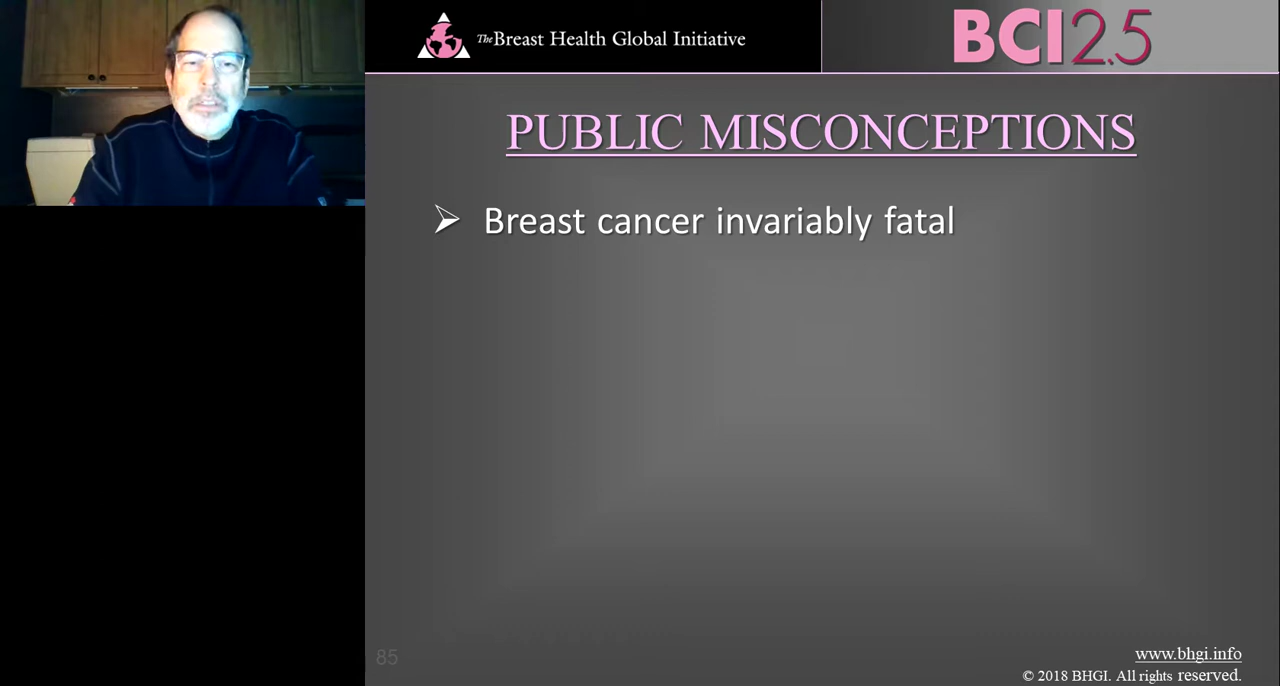 The Breast Health Global Initiative
BCI2.5
PUBLIC MISCONCEPTIONS
➢ Breast cancer invariably fatal
85
www.bhgi.info
© 2018 BHGI. All rights reserved.